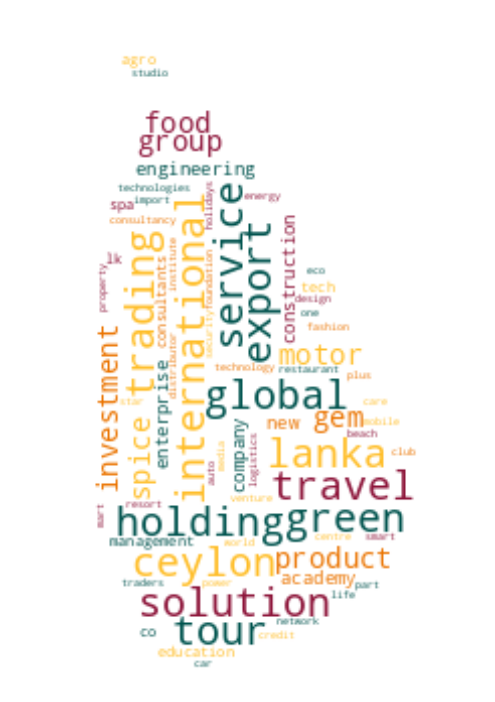 agro
studio
food
group
engineering
technologies
import
spa
holidays
energy
consultancy
service
international
export
trading
construction
institute
foundation
consultants
security
distributor
lk
property
eco
tech
design
one
fashion
motor
technology
restaurant
plus
investment
enterprise
global
star
care
spice
new
gem
mobile
company
logistics
beach
media
auto
lanka
club
travel
venture
resort
mart
holding
green
management
world
centre
smart
ceylon
product
academy
traders
power
part
life
solution
co
tour
network
credit
education
car